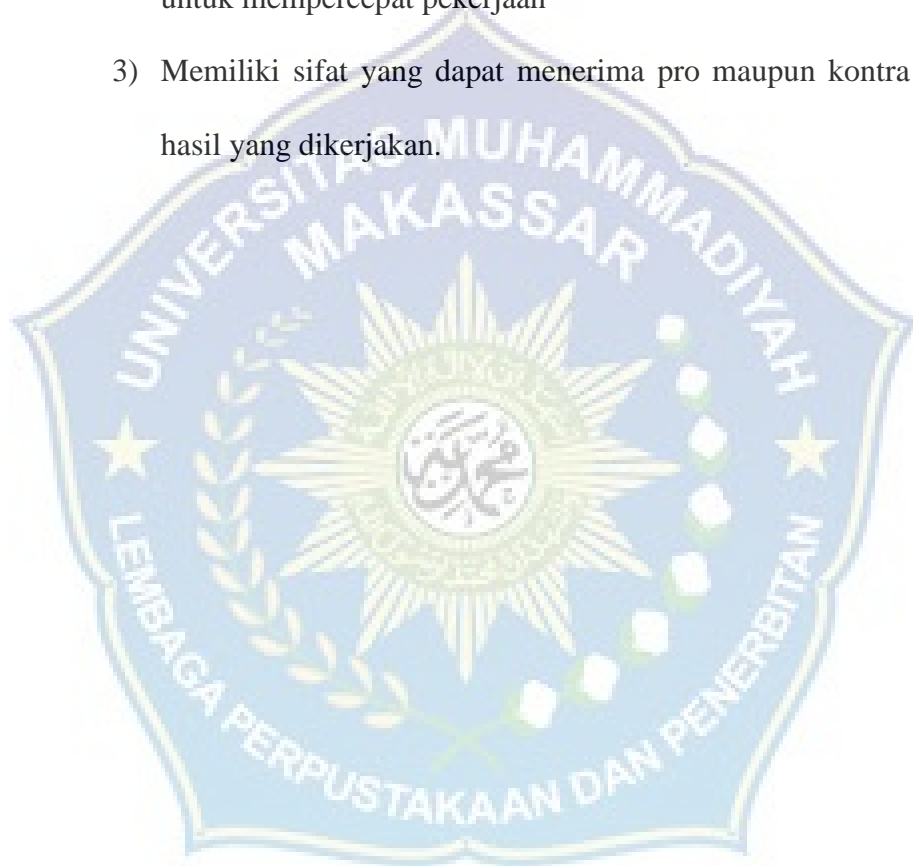 untuk mempercepat pekerjaan
3) Memiliki sifat yang dapat menerima pro maupun kontra
hasil yang dikerjakan.
UNIVERSITAS MUHAMMADIYAH
MAKASSAR
LEMBAGA PERPUSTAKAAN DAN PENERBITAN